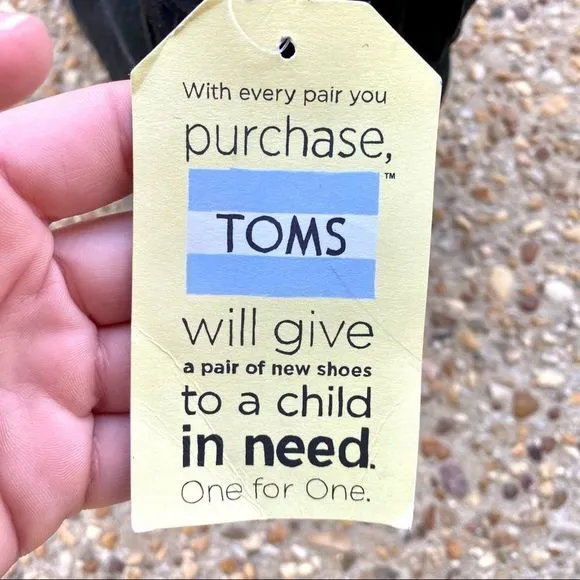 With every pair you
purchase,
TOMS ™
will give
a pair of new shoes
to a child
in need.
One for One.